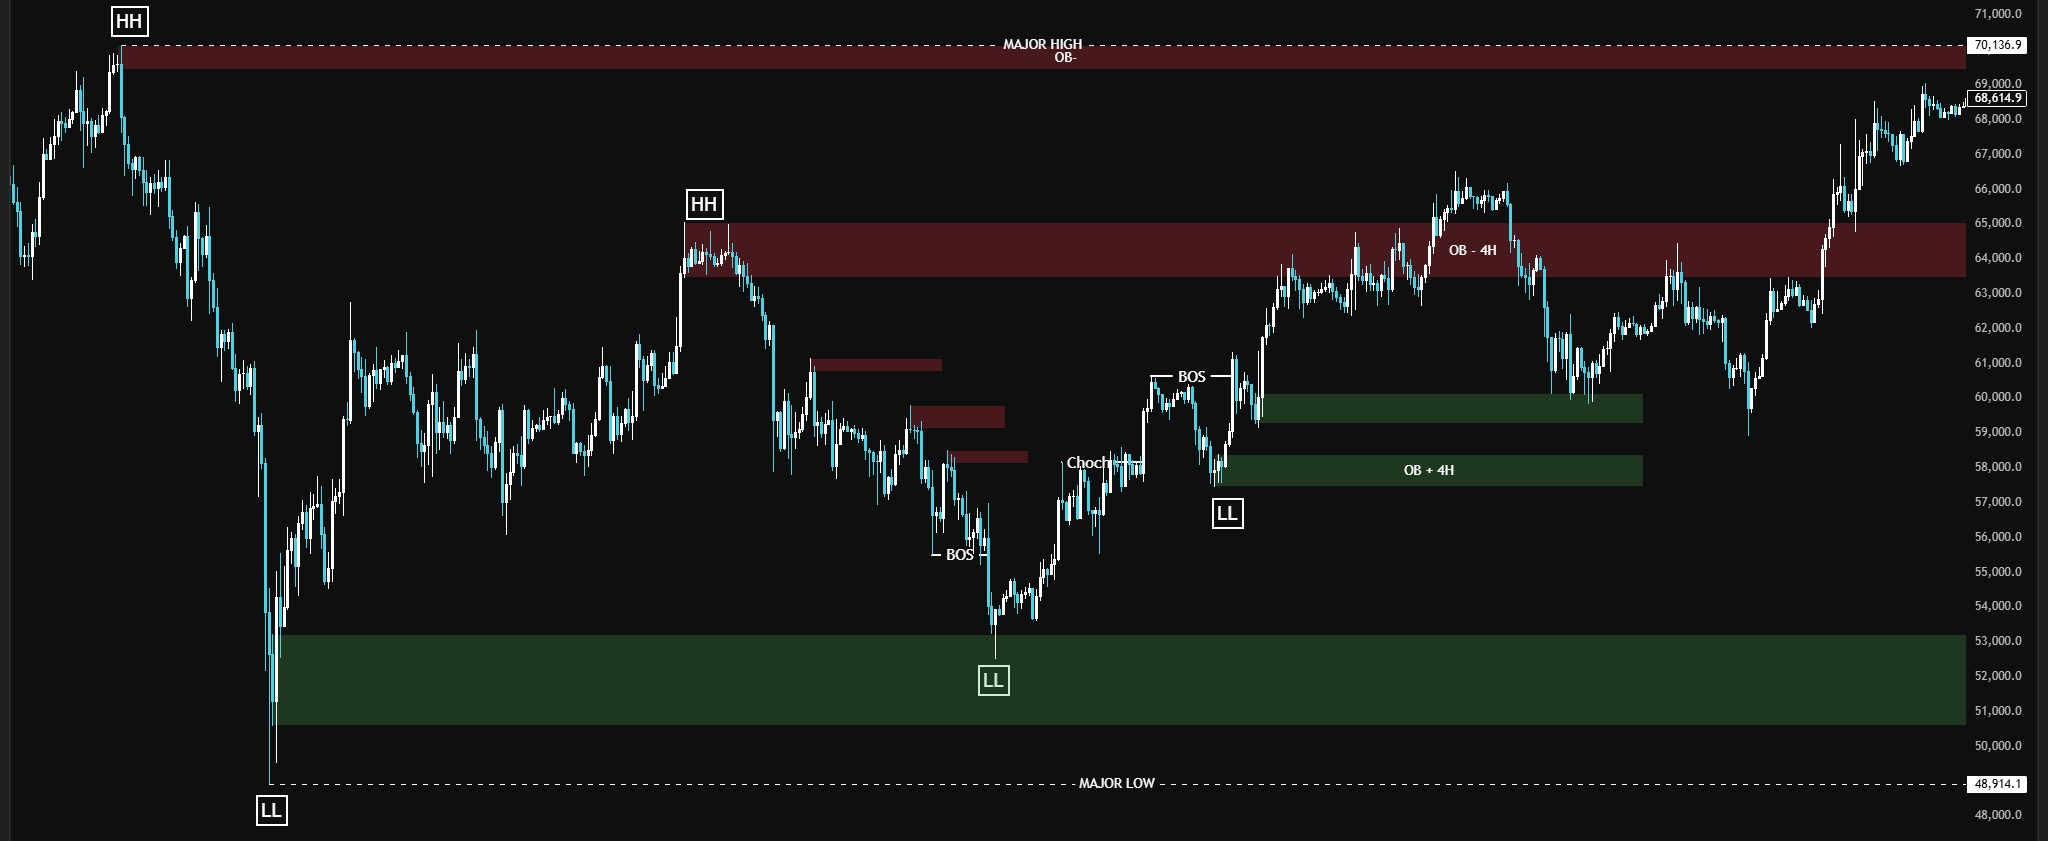 HH
71,000.0
MAJOR HIGH
70,136.9
OB-
69,000.0
68,614.9
68,000.0
67,000.0
66,000.0
HH
65,000.0
OB - 4H
64,000.0
63,000.0
62,000.0
61,000.0
BOS
60,000.0
59,000.0
Choch
58,000.0
OB + 4H
57,000.0
LL
56,000.0
BOS
55,000.0
54,000.0
53,000.0
LL
52,000.0
51,000.0
50,000.0
MAJOR LOW
48,914.1
LL
48,000.0